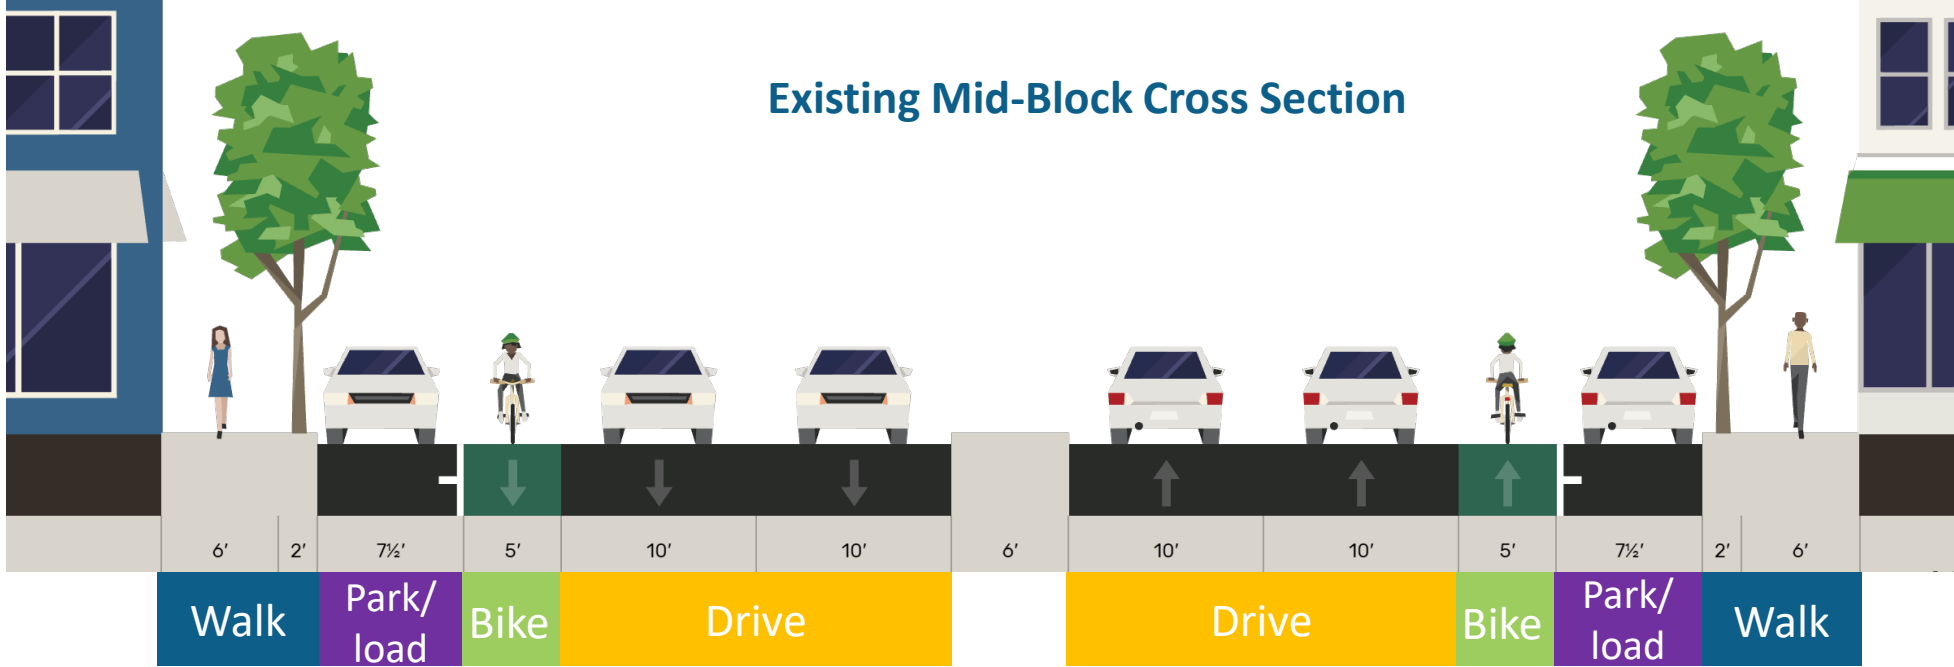 Existing Mid-Block Cross Section
6′ 2′ 7½′ 5′ 10′ 10′ 6′ 10′ 10′ 5′ 7½′ 2′ 6′
Walk Park/ load Bike Drive Drive Bike Park/ load Walk